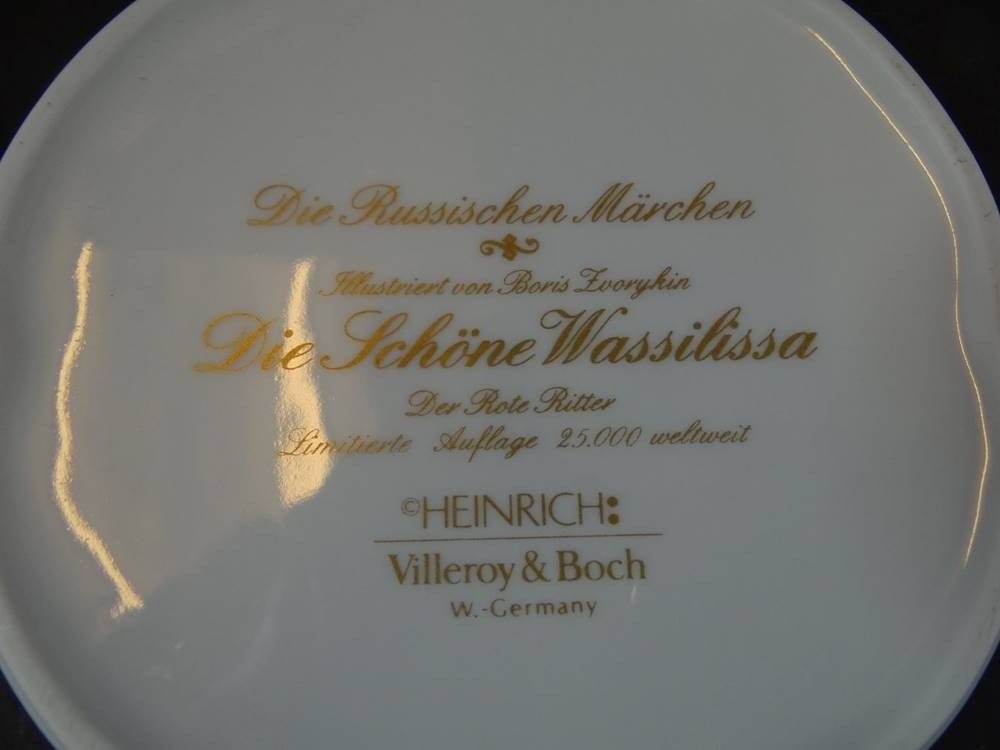 Die Russischen Märchen
Illustriert von Boris Zvorykin
Die Schöne Wassilissa
Der Rote Ritter
Limitierte Auflage 25.000 weltweit
©HEINRICH:
Villeroy & Boch
W.-Germany